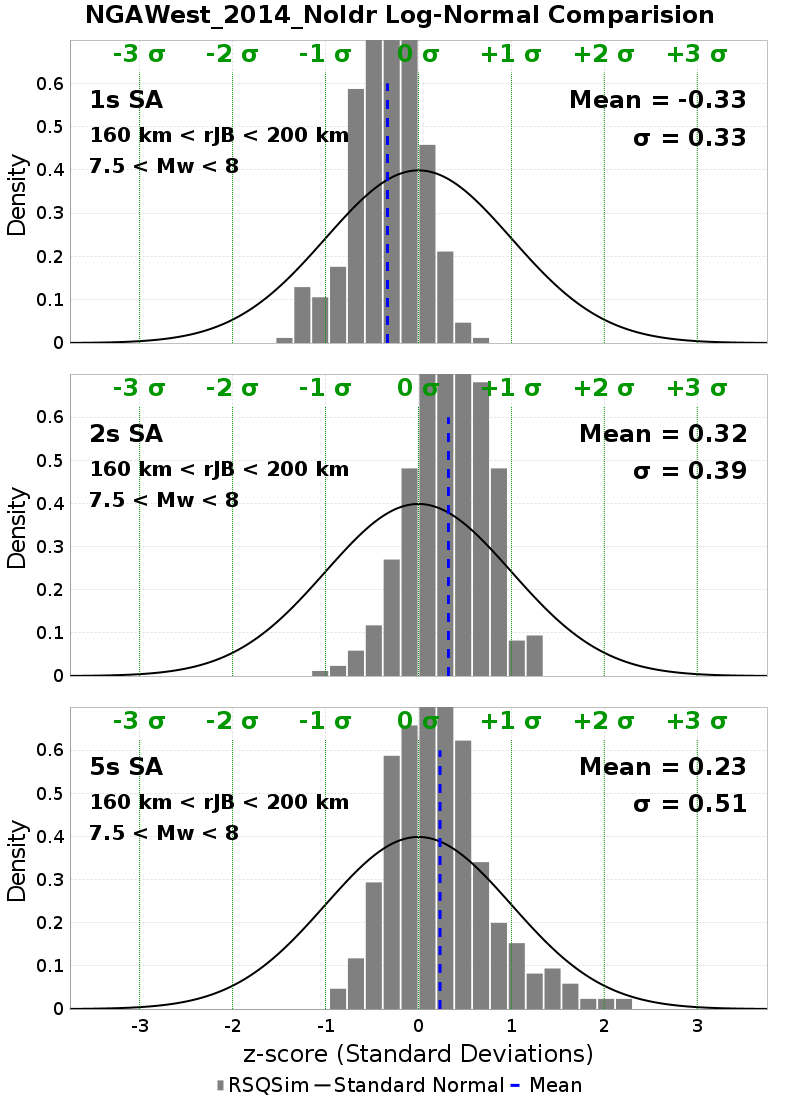 NGAWest_2014_NoIdr Log-Normal Comparision
-3 σ -2 σ -1 σ 0 σ +1 σ +2 σ +3 σ
1s SA
160 km < rJB < 200 km
7.5 < Mw < 8
Mean = -0.33
σ = 0.33
0.6
0.5
0.4
0.3
0.2
0.1
0
Density
-3 σ -2 σ -1 σ 0 σ +1 σ +2 σ +3 σ
2s SA
160 km < rJB < 200 km
7.5 < Mw < 8
Mean = 0.32
σ = 0.39
0.6
0.5
0.4
0.3
0.2
0.1
0
Density
-3 σ -2 σ -1 σ 0 σ +1 σ +2 σ +3 σ
5s SA
160 km < rJB < 200 km
7.5 < Mw < 8
Mean = 0.23
σ = 0.51
0.6
0.5
0.4
0.3
0.2
0.1
0
Density
-3 -2 -1 0 1 2 3
z-score (Standard Deviations)
RSQSim Standard Normal Mean